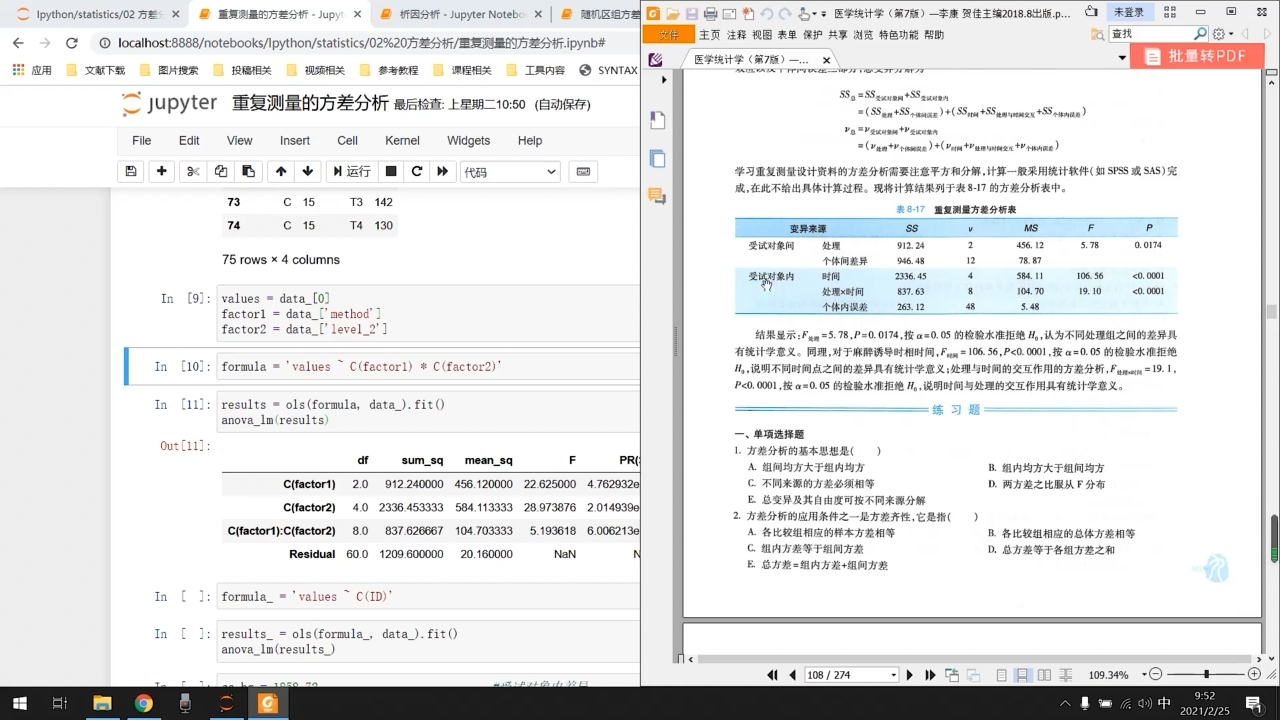 lpython/statistics/02 方差分
重复测量的方差分析 - Jupyter
析因分析 - Jupyter Notebo
随机区组方
localhost:8888/notebooks/lpython/statistics/02%20方差分析/重复测量的方差分析.ipynb#
应用 文献下载 图片搜索 投稿相关 视频相关 参考教程 课程相关 工具内容 SYNTAX
jupyter 重复测量的方差分析 最后检查: 上星期二10:50 (自动保存)
File Edit View Insert Cell Kernel Widgets Help
运行 代码
73 C 15 T3 142
74 C 15 T4 130
75 rows × 4 columns
In [9]: values = data_[0]
factor1 = data_['method']
factor2 = data_['level_2']
In [10]: formula = 'values ~ C(factor1) * C(factor2)'
In [11]: results = ols(formula, data_).fit()
anova_lm(results)
Out[11]:
df sum_sq mean_sq F PR(
C(factor1) 2.0 912.240000 456.120000 22.625000 4.762932e
C(factor2) 4.0 2336.453333 584.113333 28.973876 2.014939e
C(factor1):C(factor2) 8.0 837.626667 104.703333 5.193618 6.006213e
Residual 60.0 1209.600000 20.160000 NaN N
In [ ]: formula_ = 'values ~ C(ID)'
In [ ]: results_ = ols(formula_, data_).fit()
anova_lm(results_)
医学统计学（第7版）—李康 贺佳主编2018.8出版.p... 未登录
文件 主页 注释 视图 表单 保护 共享 浏览 特色功能 帮助 查找
医学统计学（第7版）—... 批量转PDF
SS总=SS受试对象间+SS受试对象内
=(SS处理+SS个体间误差)+(SS时间+SS处理与时间交互+SS个体内误差)
ν总=ν受试对象间+ν受试对象内
=(ν处理+ν个体间误差)+(ν时间+ν处理与时间交互+ν个体内误差)
学习重复测量设计资料的方差分析需要注意平方和分解,计算一般采用统计软件(如 SPSS 或 SAS)完
成,在此不给出具体计算过程。现将计算结果列于表 8-17 的方差分析表中。
表 8-17 重复测量方差分析表
变异来源 SS ν MS F P
受试对象间 处理 912.24 2 456.12 5.78 0.0174
个体间差异 946.48 12 78.87
受试对象内 时间 2336.45 4 584.11 106.56 <0.0001
处理×时间 837.63 8 104.70 19.10 <0.0001
个体内误差 263.12 48 5.48
结果显示:F处理=5.78,P=0.0174,按 α=0.05 的检验水准拒绝 H0,认为不同处理组之间的差异具
有统计学意义。同理,对于麻醉诱导时相时间,F时间=106.56,P<0.0001,按 α=0.05 的检验水准拒绝
H0,说明不同时间点之间的差异具有统计学意义;处理与时间的交互作用的方差分析,F处理×时间=19.1,
P<0.0001,按 α=0.05 的检验水准拒绝 H0,说明时间与处理的交互作用具有统计学意义。
练 习 题
一、单项选择题
1. 方差分析的基本思想是( )
A. 组间均方大于组内均方 B. 组内均方大于组间均方
C. 不同来源的方差必须相等 D. 两方差之比服从 F 分布
E. 总变异及其自由度可按不同来源分解
2. 方差分析的应用条件之一是方差齐性,它是指( )
A. 各比较组相应的样本方差相等 B. 各比较组相应的总体方差相等
C. 组内方差等于组间方差 D. 总方差等于各组方差之和
E. 总方差=组内方差+组间方差
108 / 274 109.34%
中 9:52
2021/2/25